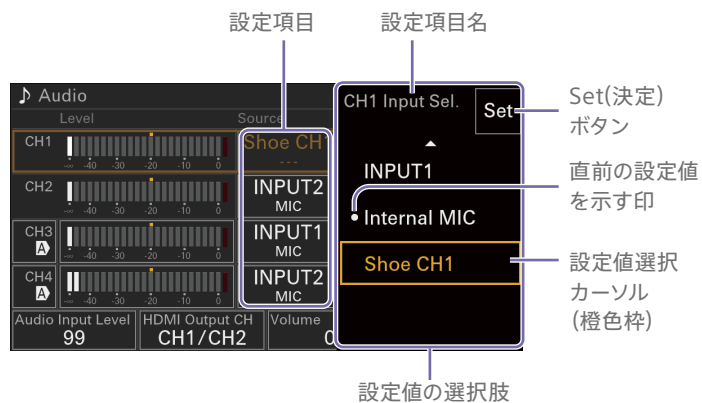 設定項目
設定項目名
Audio
Level
Source
CH1 Input Sel.
Set
Set(決定)
ボタン
CH1
-∞ -40 -30 -20 -10 0
Shoe CH1
---
INPUT1
直前の設定値
を示す印
CH2
-∞ -40 -30 -20 -10 0
INPUT2
MIC
Internal MIC
CH3
A
-∞ -40 -30 -20 -10 0
INPUT1
MIC
Shoe CH1
設定値選択
カーソル
(橙色枠)
CH4
A
-∞ -40 -30 -20 -10 0
INPUT2
MIC
Audio Input Level
99
HDMI Output CH
CH1/CH2
Volume
0
設定値の選択肢